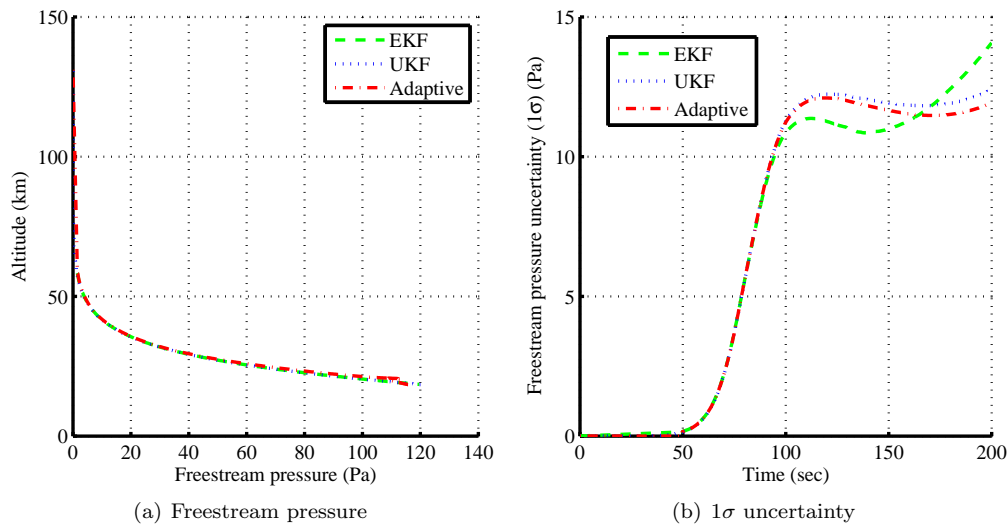 150
100
50
0
Altitude (km)
EKF
UKF
Adaptive
0 20 40 60 80 100 120 140
Freestream pressure (Pa)
(a) Freestream pressure
15
10
5
0
Freestream pressure uncertainty (1σ) (Pa)
EKF
UKF
Adaptive
0 50 100 150 200
Time (sec)
(b) 1σ uncertainty